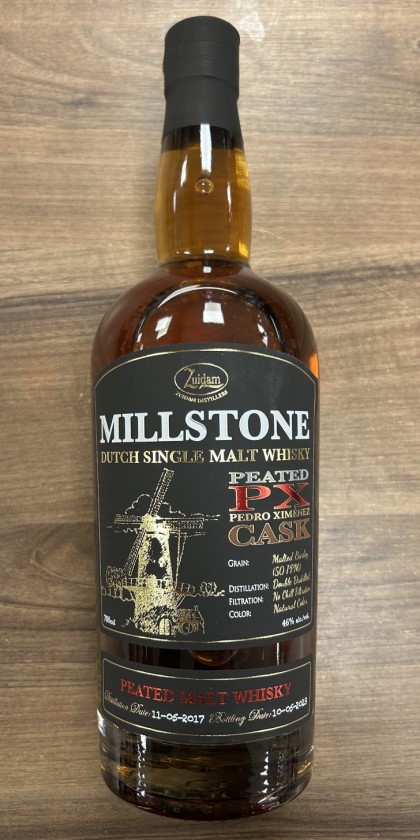 Zuidam
ZUIDAM DISTILLERS
MILLSTONE
DUTCH SINGLE MALT WHISKY
PEATED
PX
PEDRO XIMÉNEZ
CASK
GRAIN: Malted Barley
(50 PPM)
DISTILLATION: Double Distilled
FILTRATION: No Chill Filtration
COLOR: Natural Color
700ml 46% alc/vol.
PEATED MALT WHISKY
Distillation Date: 11-05-2017 Bottling Date: 10-05-2023